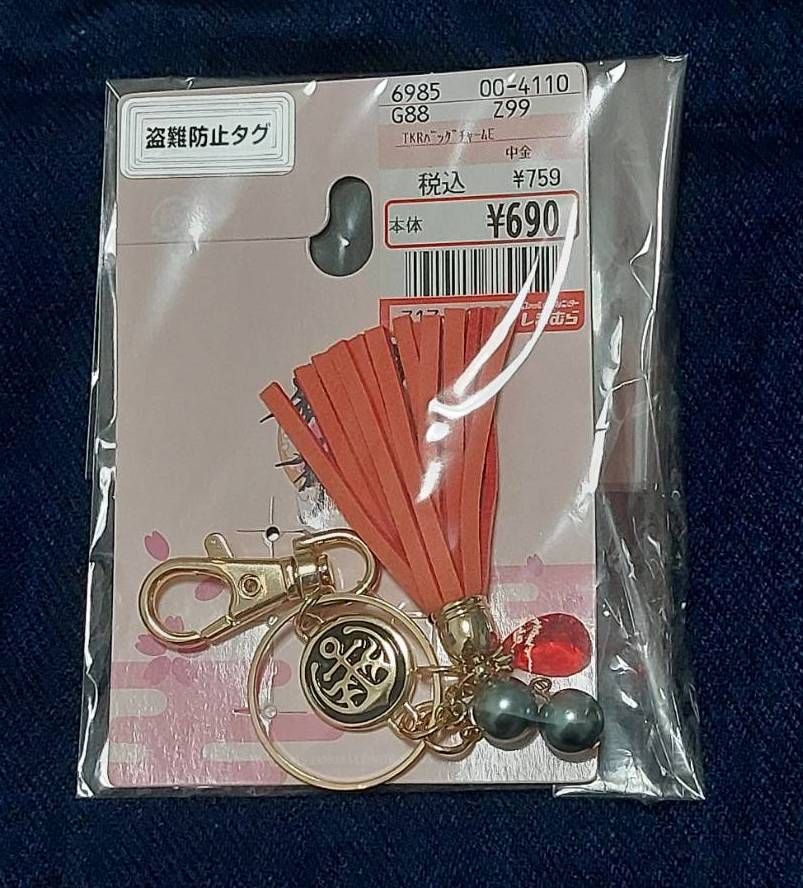 盗難防止タグ
6985 00-4110
G88 Z99
TKRﾊﾞｯｸﾞﾁｬｰﾑE
中金
税込 ¥759
本体 ¥690
しまむら